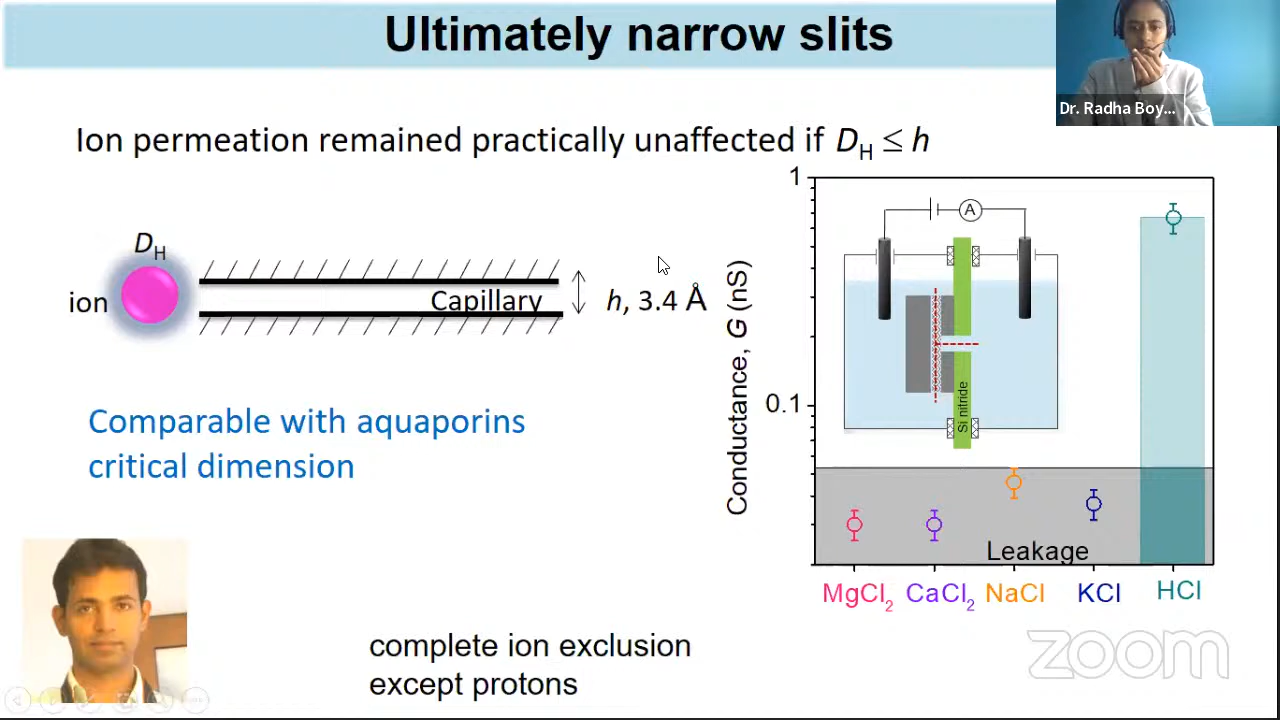 Ultimately narrow slits
Dr. Radha Boy...
Ion permeation remained practically unaffected if D_H ≤ h
D_H
ion
Capillary
h, 3.4 Å
Comparable with aquaporins
critical dimension
complete ion exclusion
except protons
Conductance, G (nS)
1
0.1
A
Si nitride
Leakage
MgCl₂ CaCl₂ NaCl KCl HCl
zoom